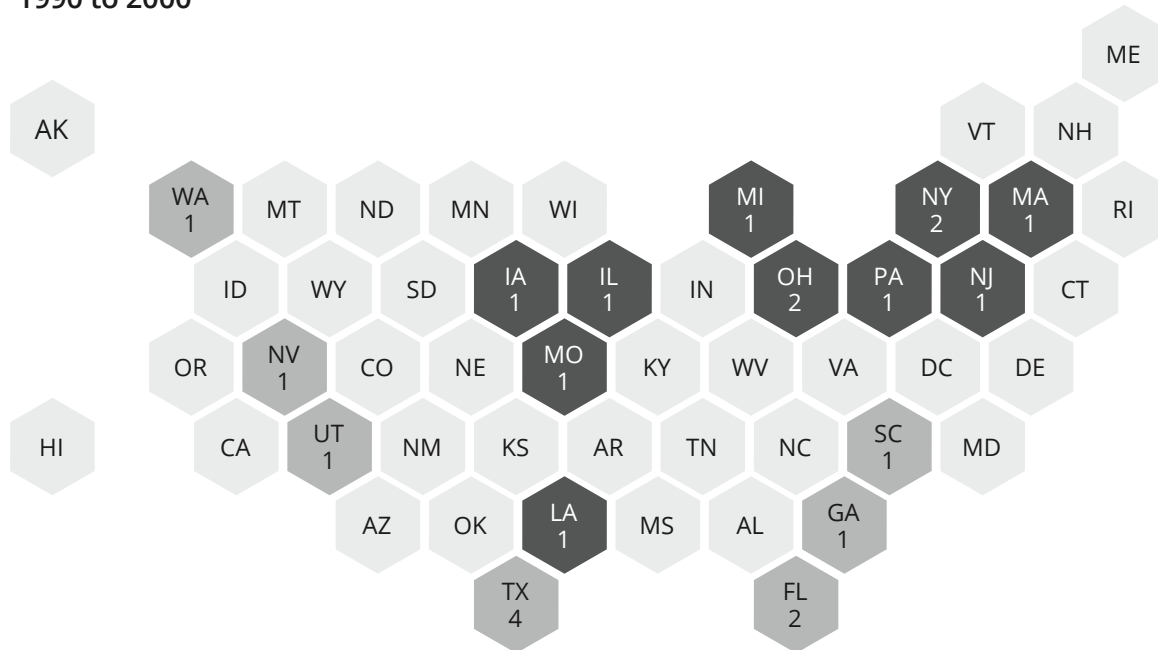 1990 to 2000
ME
AK
VT
NH
WA
1
MT
ND
MN
WI
MI
1
NY
2
MA
1
RI
ID
WY
SD
IA
1
IL
1
IN
OH
2
PA
1
NJ
1
CT
OR
NV
1
CO
NE
MO
1
KY
WV
VA
DC
DE
HI
CA
UT
1
NM
KS
AR
TN
NC
SC
1
MD
AZ
OK
LA
1
MS
AL
GA
1
TX
4
FL
2